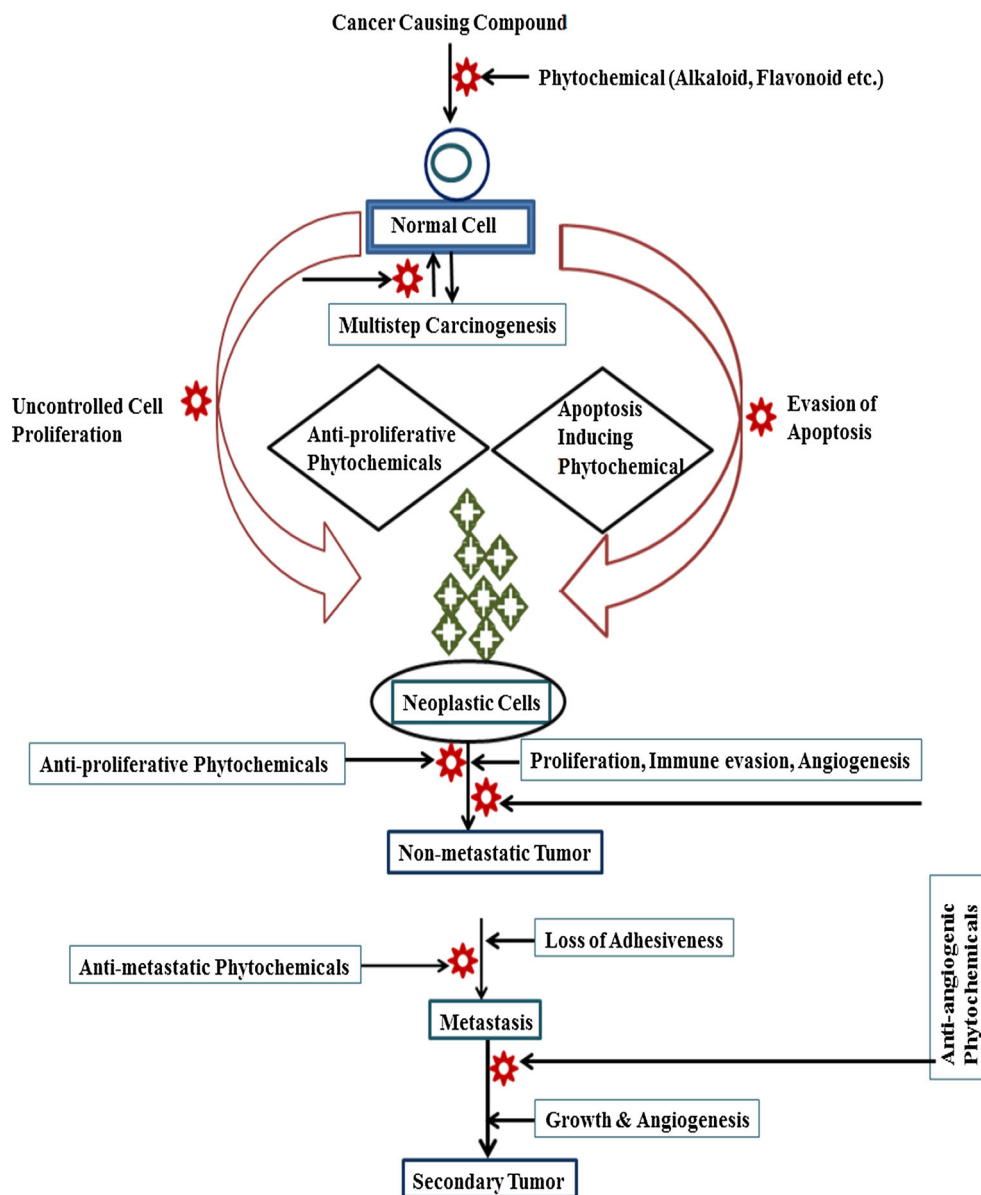 Cancer Causing Compound
Phytochemical (Alkaloid, Flavonoid etc.)
Normal Cell
Multistep Carcinogenesis
Uncontrolled Cell
Proliferation
Anti-proliferative
Phytochemicals
Apoptosis
Inducing
Phytochemical
Evasion of
Apoptosis
Neoplastic Cells
Anti-proliferative Phytochemicals
Proliferation, Immune evasion, Angiogenesis
Non-metastatic Tumor
Loss of Adhesiveness
Anti-metastatic Phytochemicals
Anti-angiogenic
Phytochemicals
Metastasis
Growth & Angiogenesis
Secondary Tumor